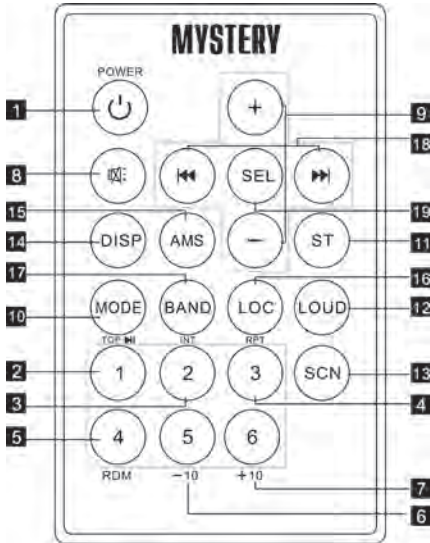 MYSTERY
POWER
1
+
9
18
8
SEL
15
19
14
DISP
AMS
−
ST
11
17
16
10
MODE
BAND
LOC
LOUD
12
TOP
INT
RPT
2
1
2
3
SCN
13
3
4
5
4
5
6
RDM
−10
+10
7
6